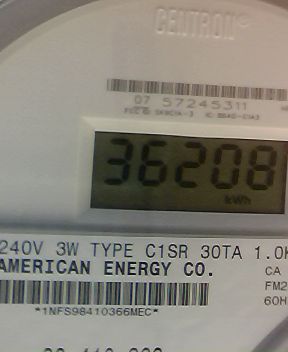 CENTRON
07 57245311
36208
kWh
240V 3W TYPE C1SR 30TA 1.0K
AMERICAN ENERGY CO.
CA
FM2
60H
*1NFS98410366MEC*